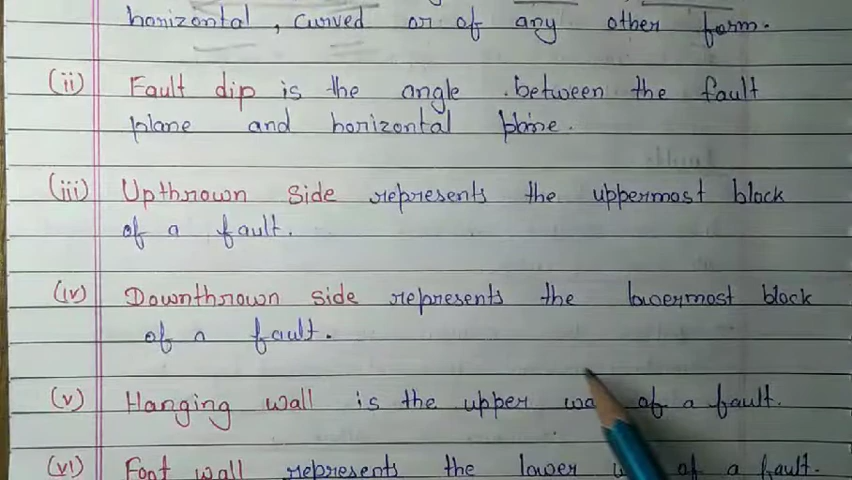 horizontal, curved or of any other form.
(ii) Fault dip is the angle between the fault
plane and horizontal plane.
(iii) Upthrown side represents the uppermost block
of a fault.
(iv) Downthrown side represents the lowermost block
of a fault.
(v) Hanging wall is the upper of a fault.
(vi) Foot wall represents the lower of a fault.